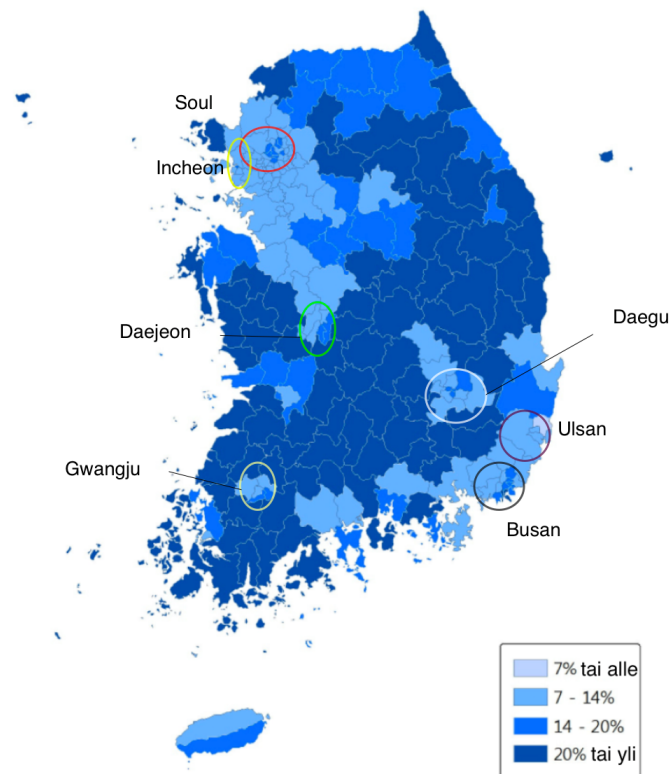 Soul
Incheon
Daejeon
Daegu
Ulsan
Gwangju
Busan
7% tai alle
7 - 14%
14 - 20%
20% tai yli